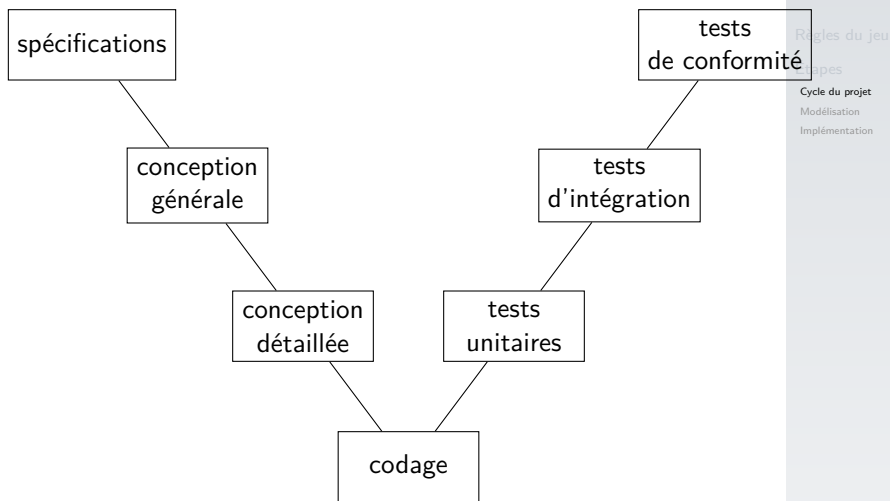 spécifications
tests
de conformité
conception
générale
tests
d'intégration
conception
détaillée
tests
unitaires
codage
Règles du jeu
Etapes
Cycle du projet
Modélisation
Implémentation